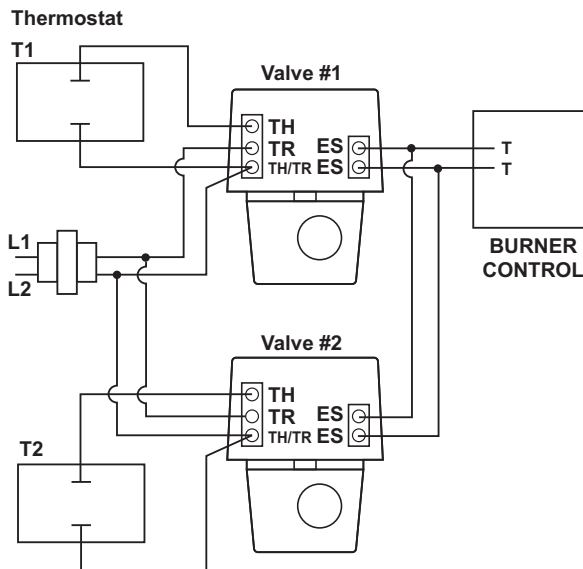 Thermostat
T1
Valve #1
TH
TR
TH/TR
ES
ES
T
T
BURNER
CONTROL
L1
L2
Valve #2
TH
TR
TH/TR
ES
ES
T2